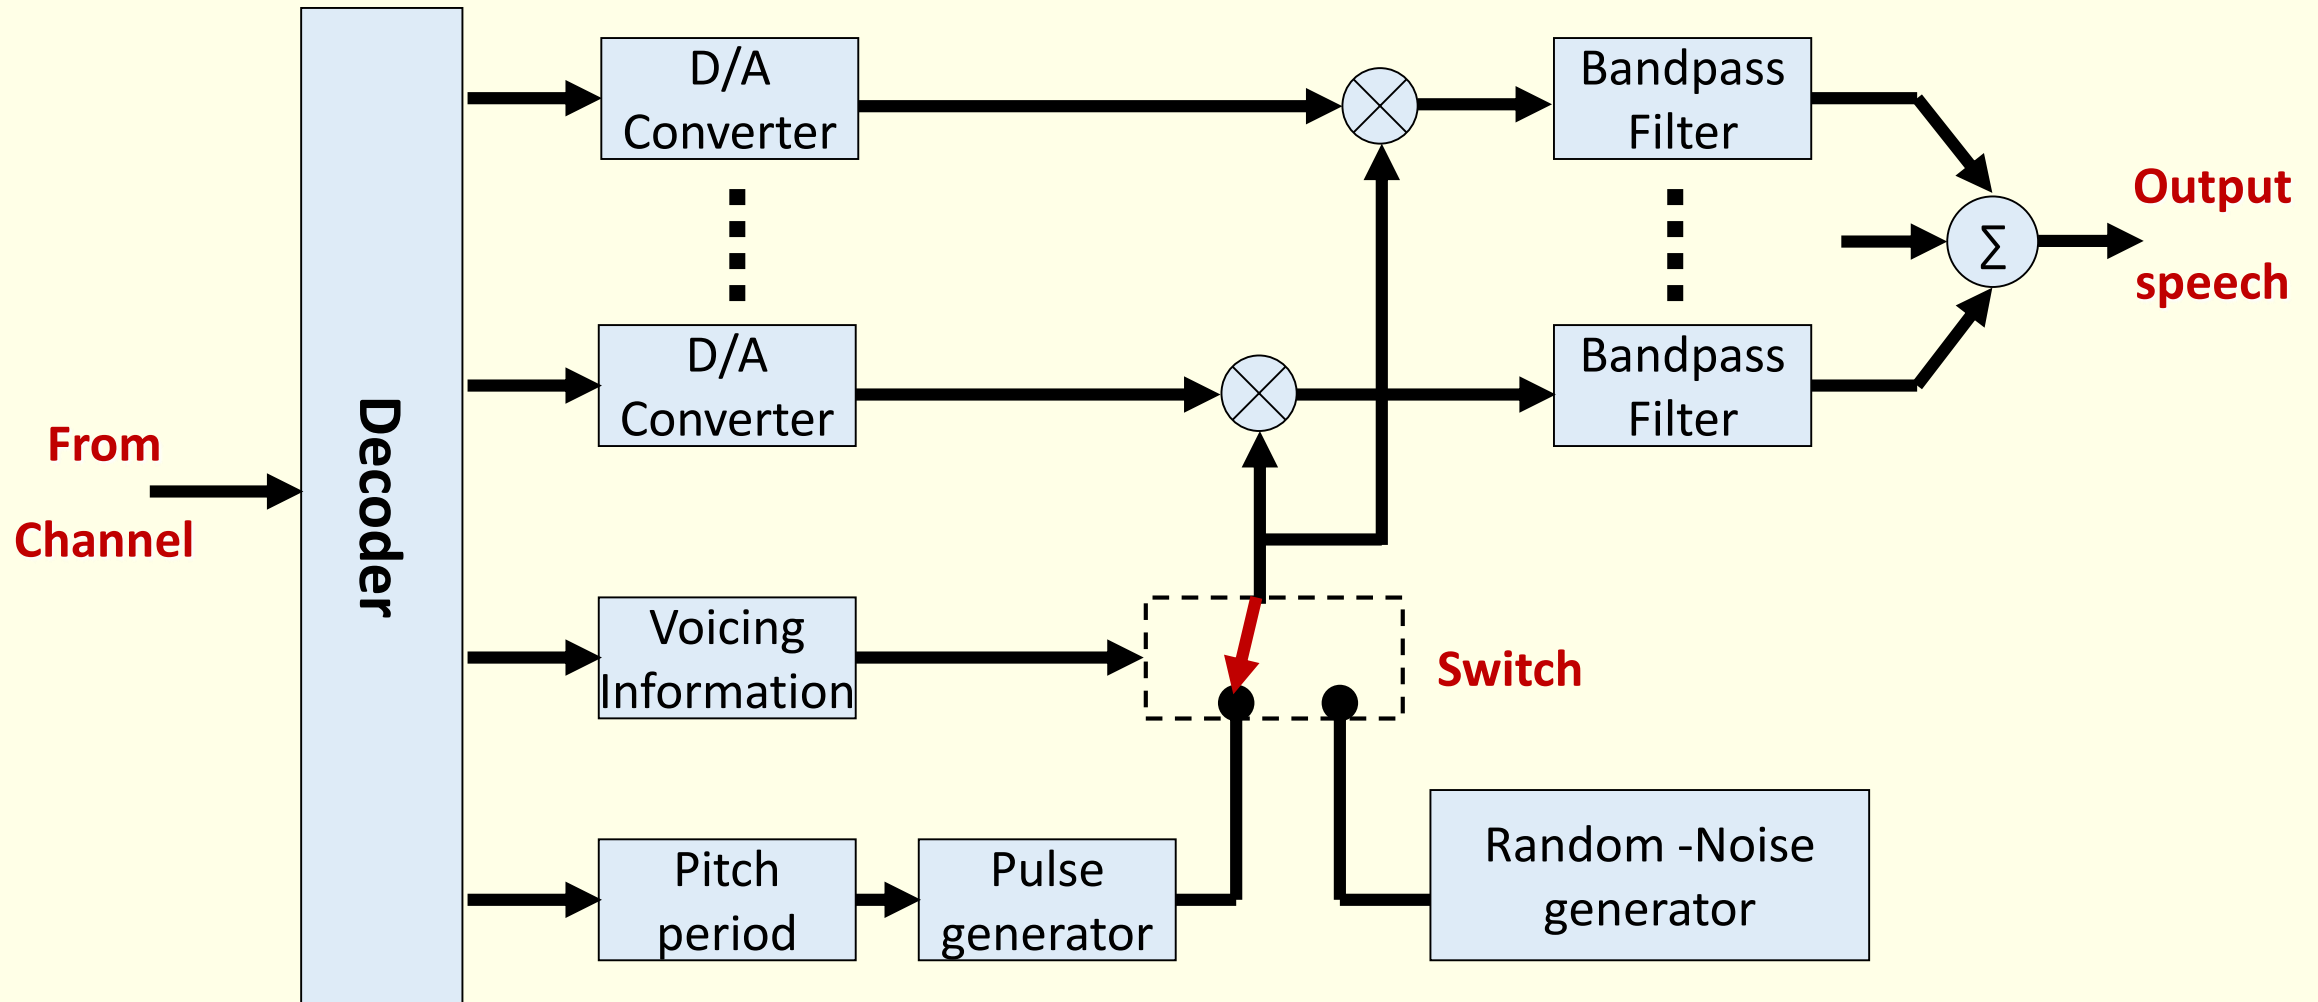 D/A
Converter
Bandpass
Filter
Output
speech
∑
D/A
Converter
Bandpass
Filter
Decoder
From
Channel
Voicing
Information
Switch
Pitch
period
Pulse
generator
Random -Noise
generator